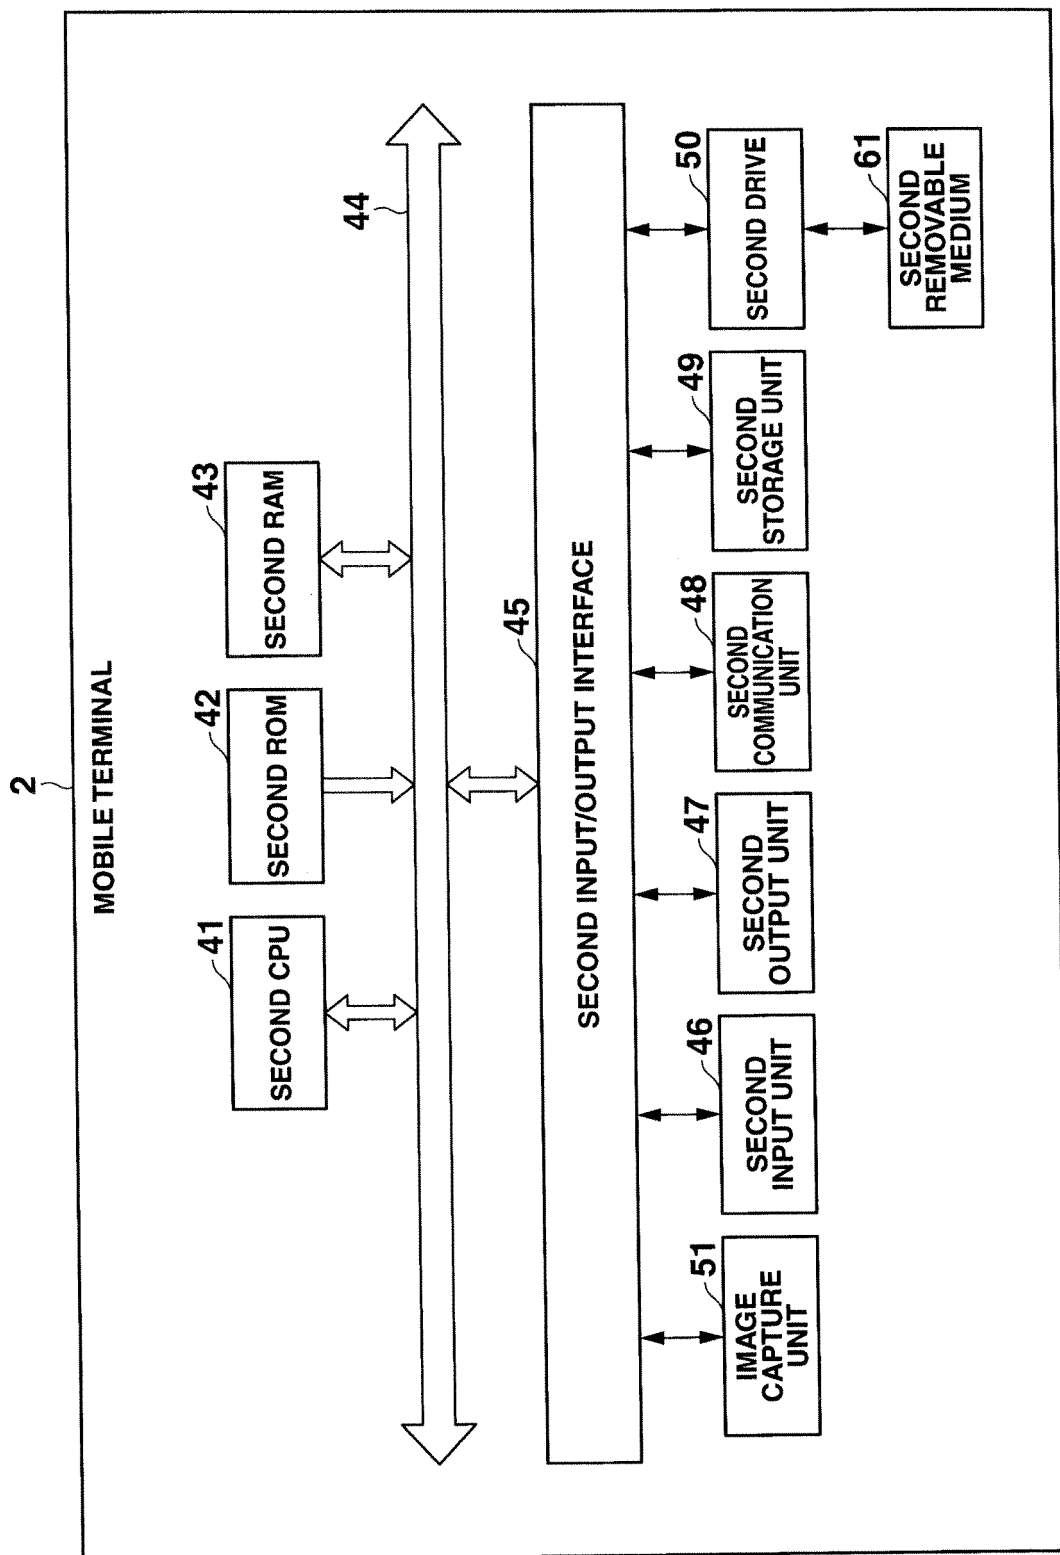 2
MOBILE TERMINAL
41
SECOND CPU
42
SECOND ROM
43
SECOND RAM
44
45
SECOND INPUT/OUTPUT INTERFACE
51
IMAGE
CAPTURE
UNIT
46
SECOND
INPUT UNIT
47
SECOND
OUTPUT UNIT
48
SECOND
COMMUNICATION
UNIT
49
SECOND
STORAGE UNIT
50
SECOND DRIVE
61
SECOND
REMOVABLE
MEDIUM